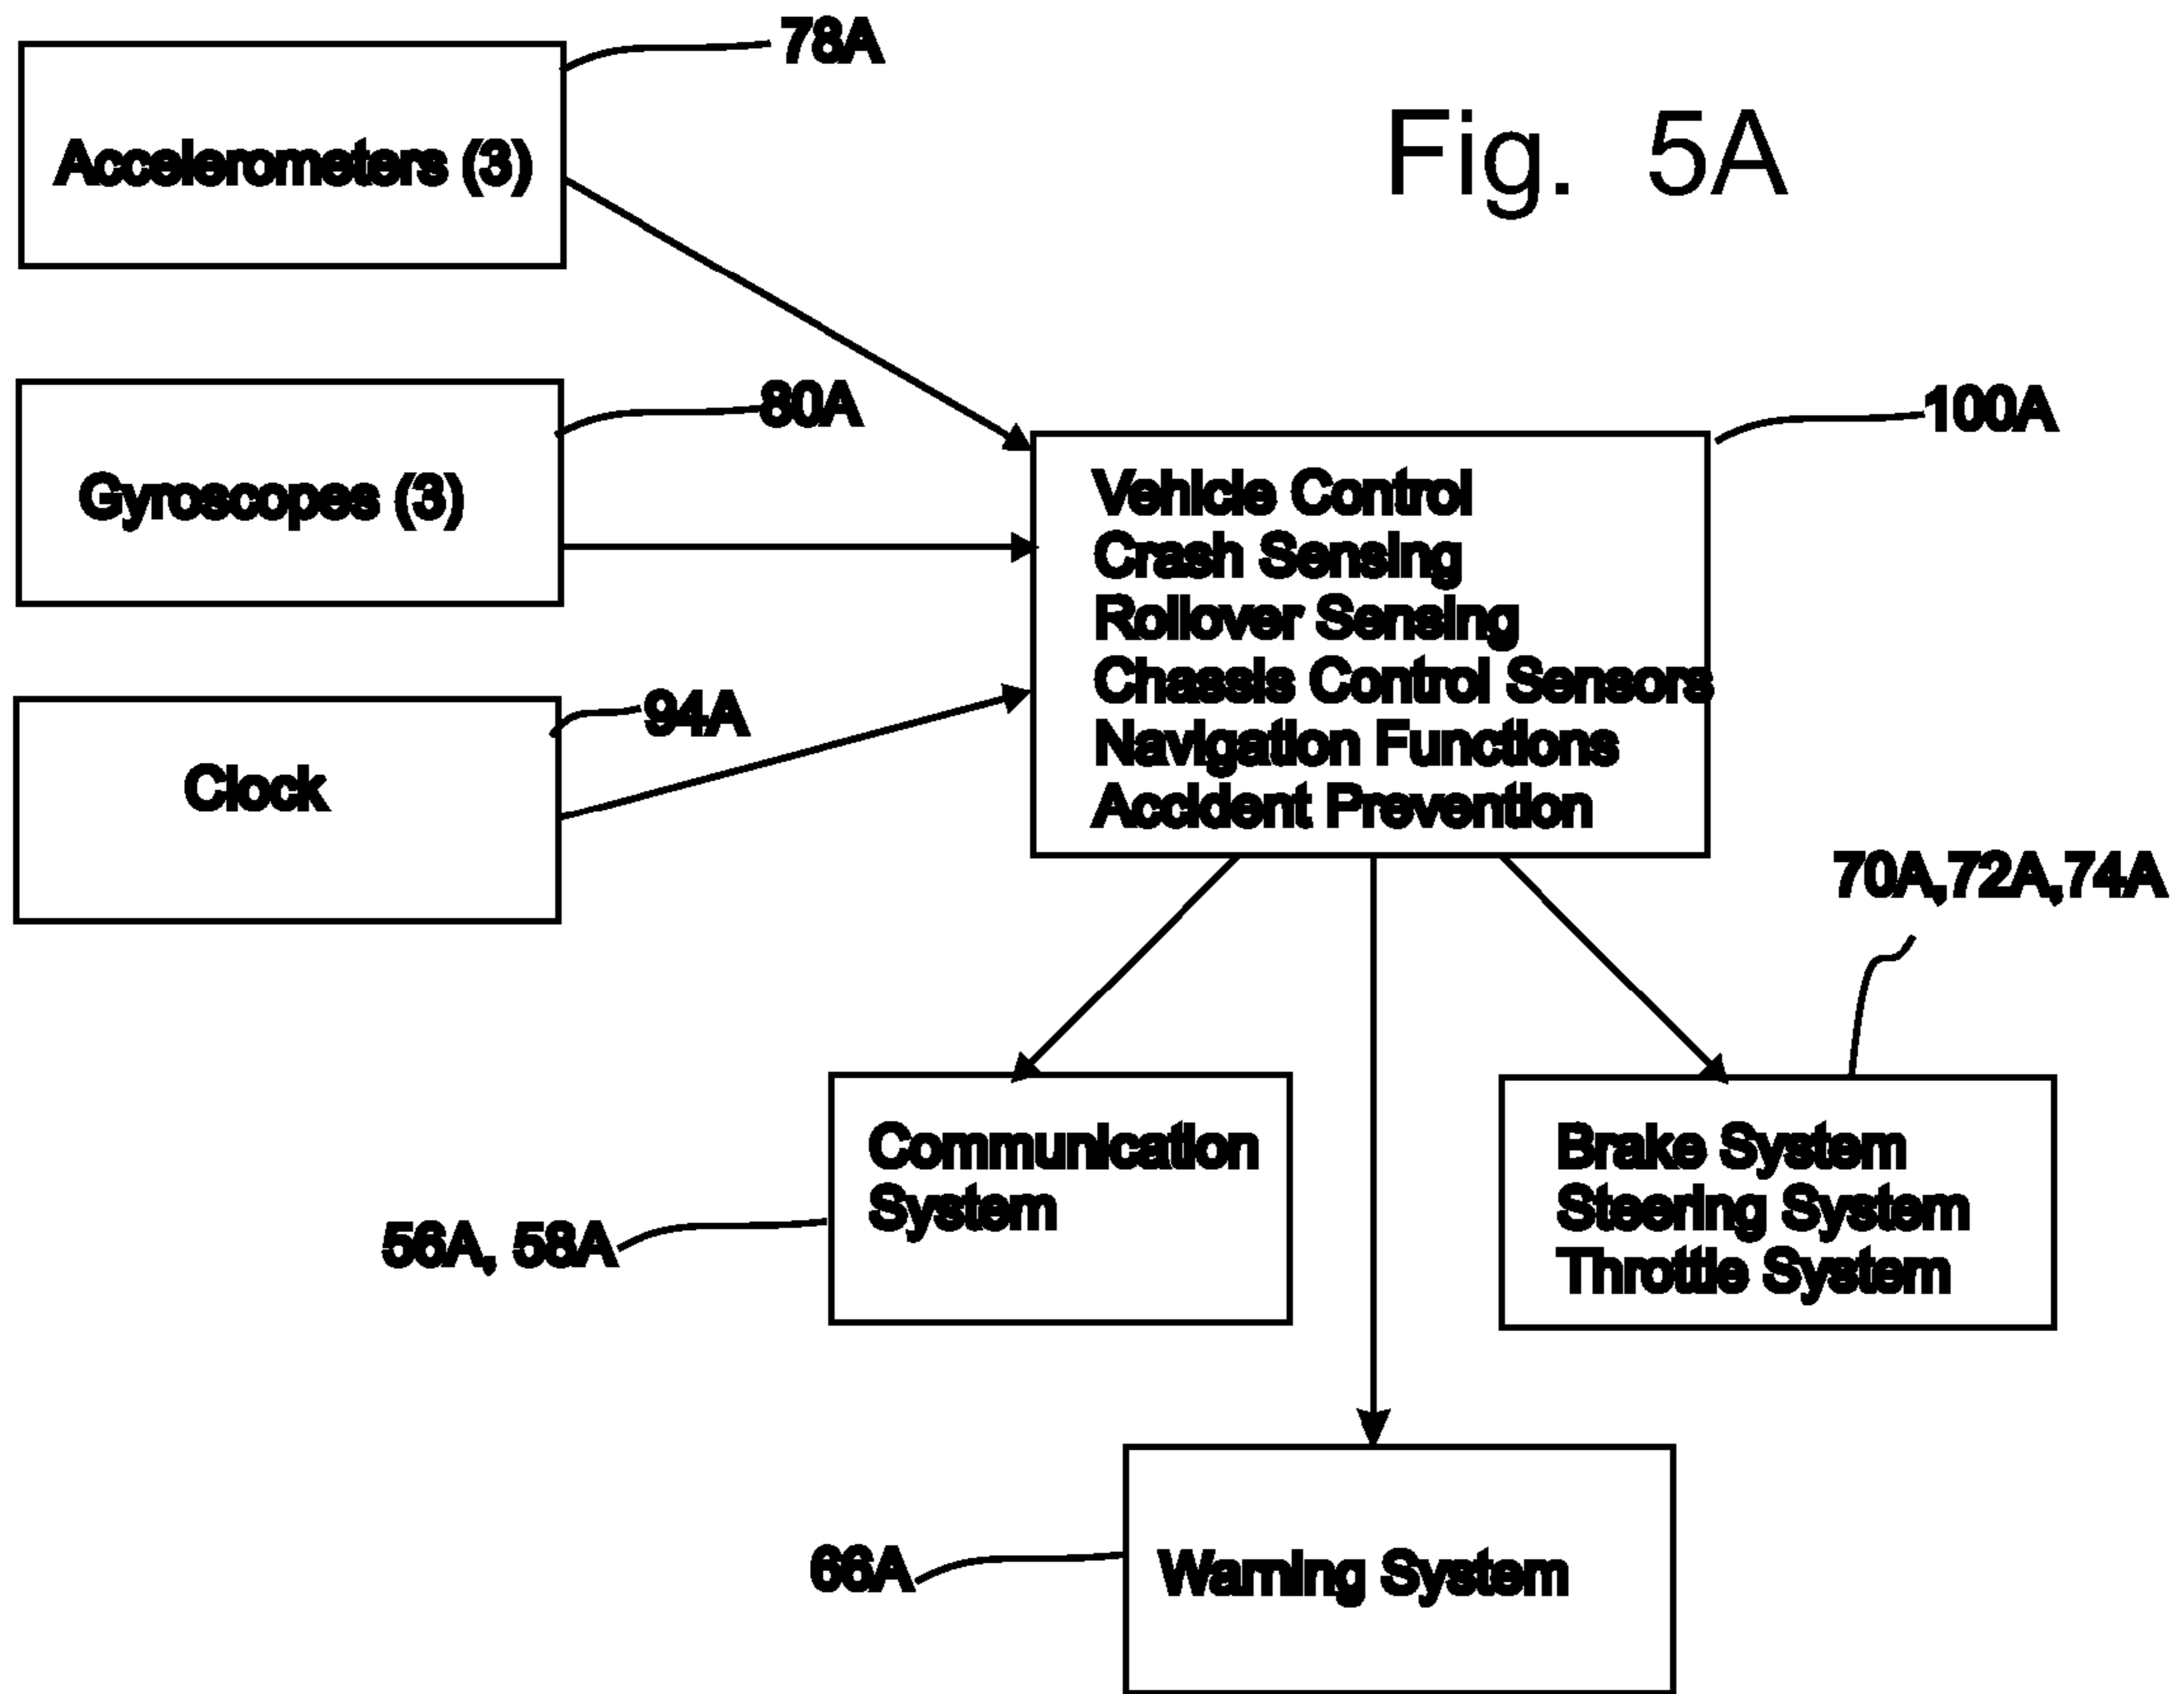 78A
Fig. 5A
Accelerometers (3)
80A
100A
Gyroscopes (3)
Vehicle Control
Crash Sensing
Rollover Sensing
Chassis Control Sensors
Navigation Functions
Accident Prevention
94A
Clock
70A,72A,74A
Communication
System
56A, 58A
Brake System
Steering System
Throttle System
66A
Warning System